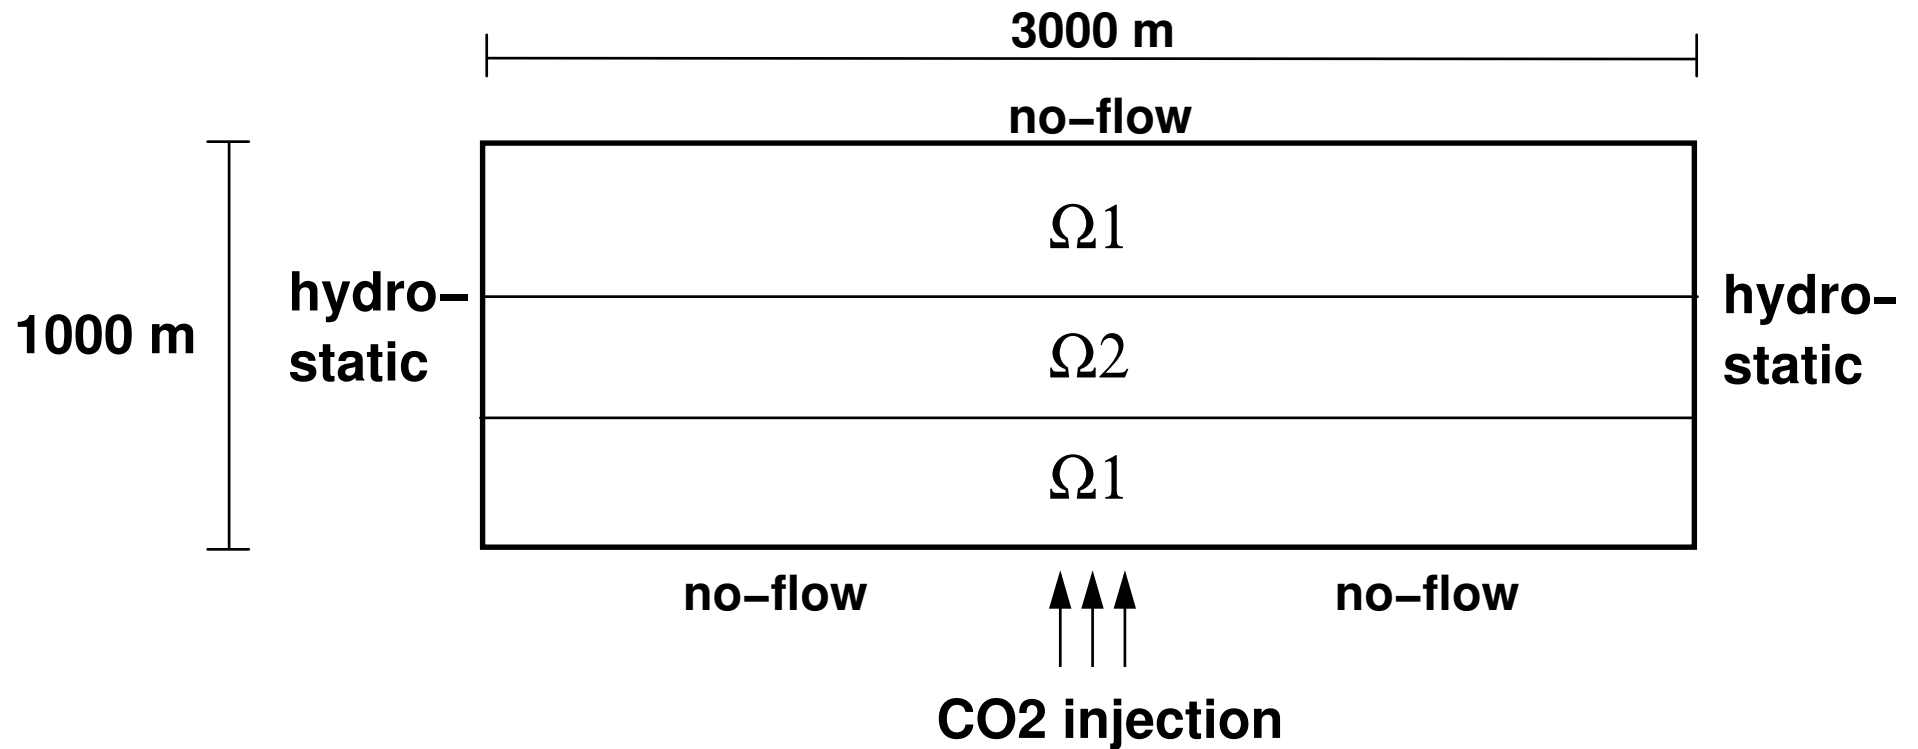 3000 m
no−flow
Ω1
hydro−
static
1000 m
Ω2
hydro−
static
Ω1
no−flow
no−flow
CO2 injection